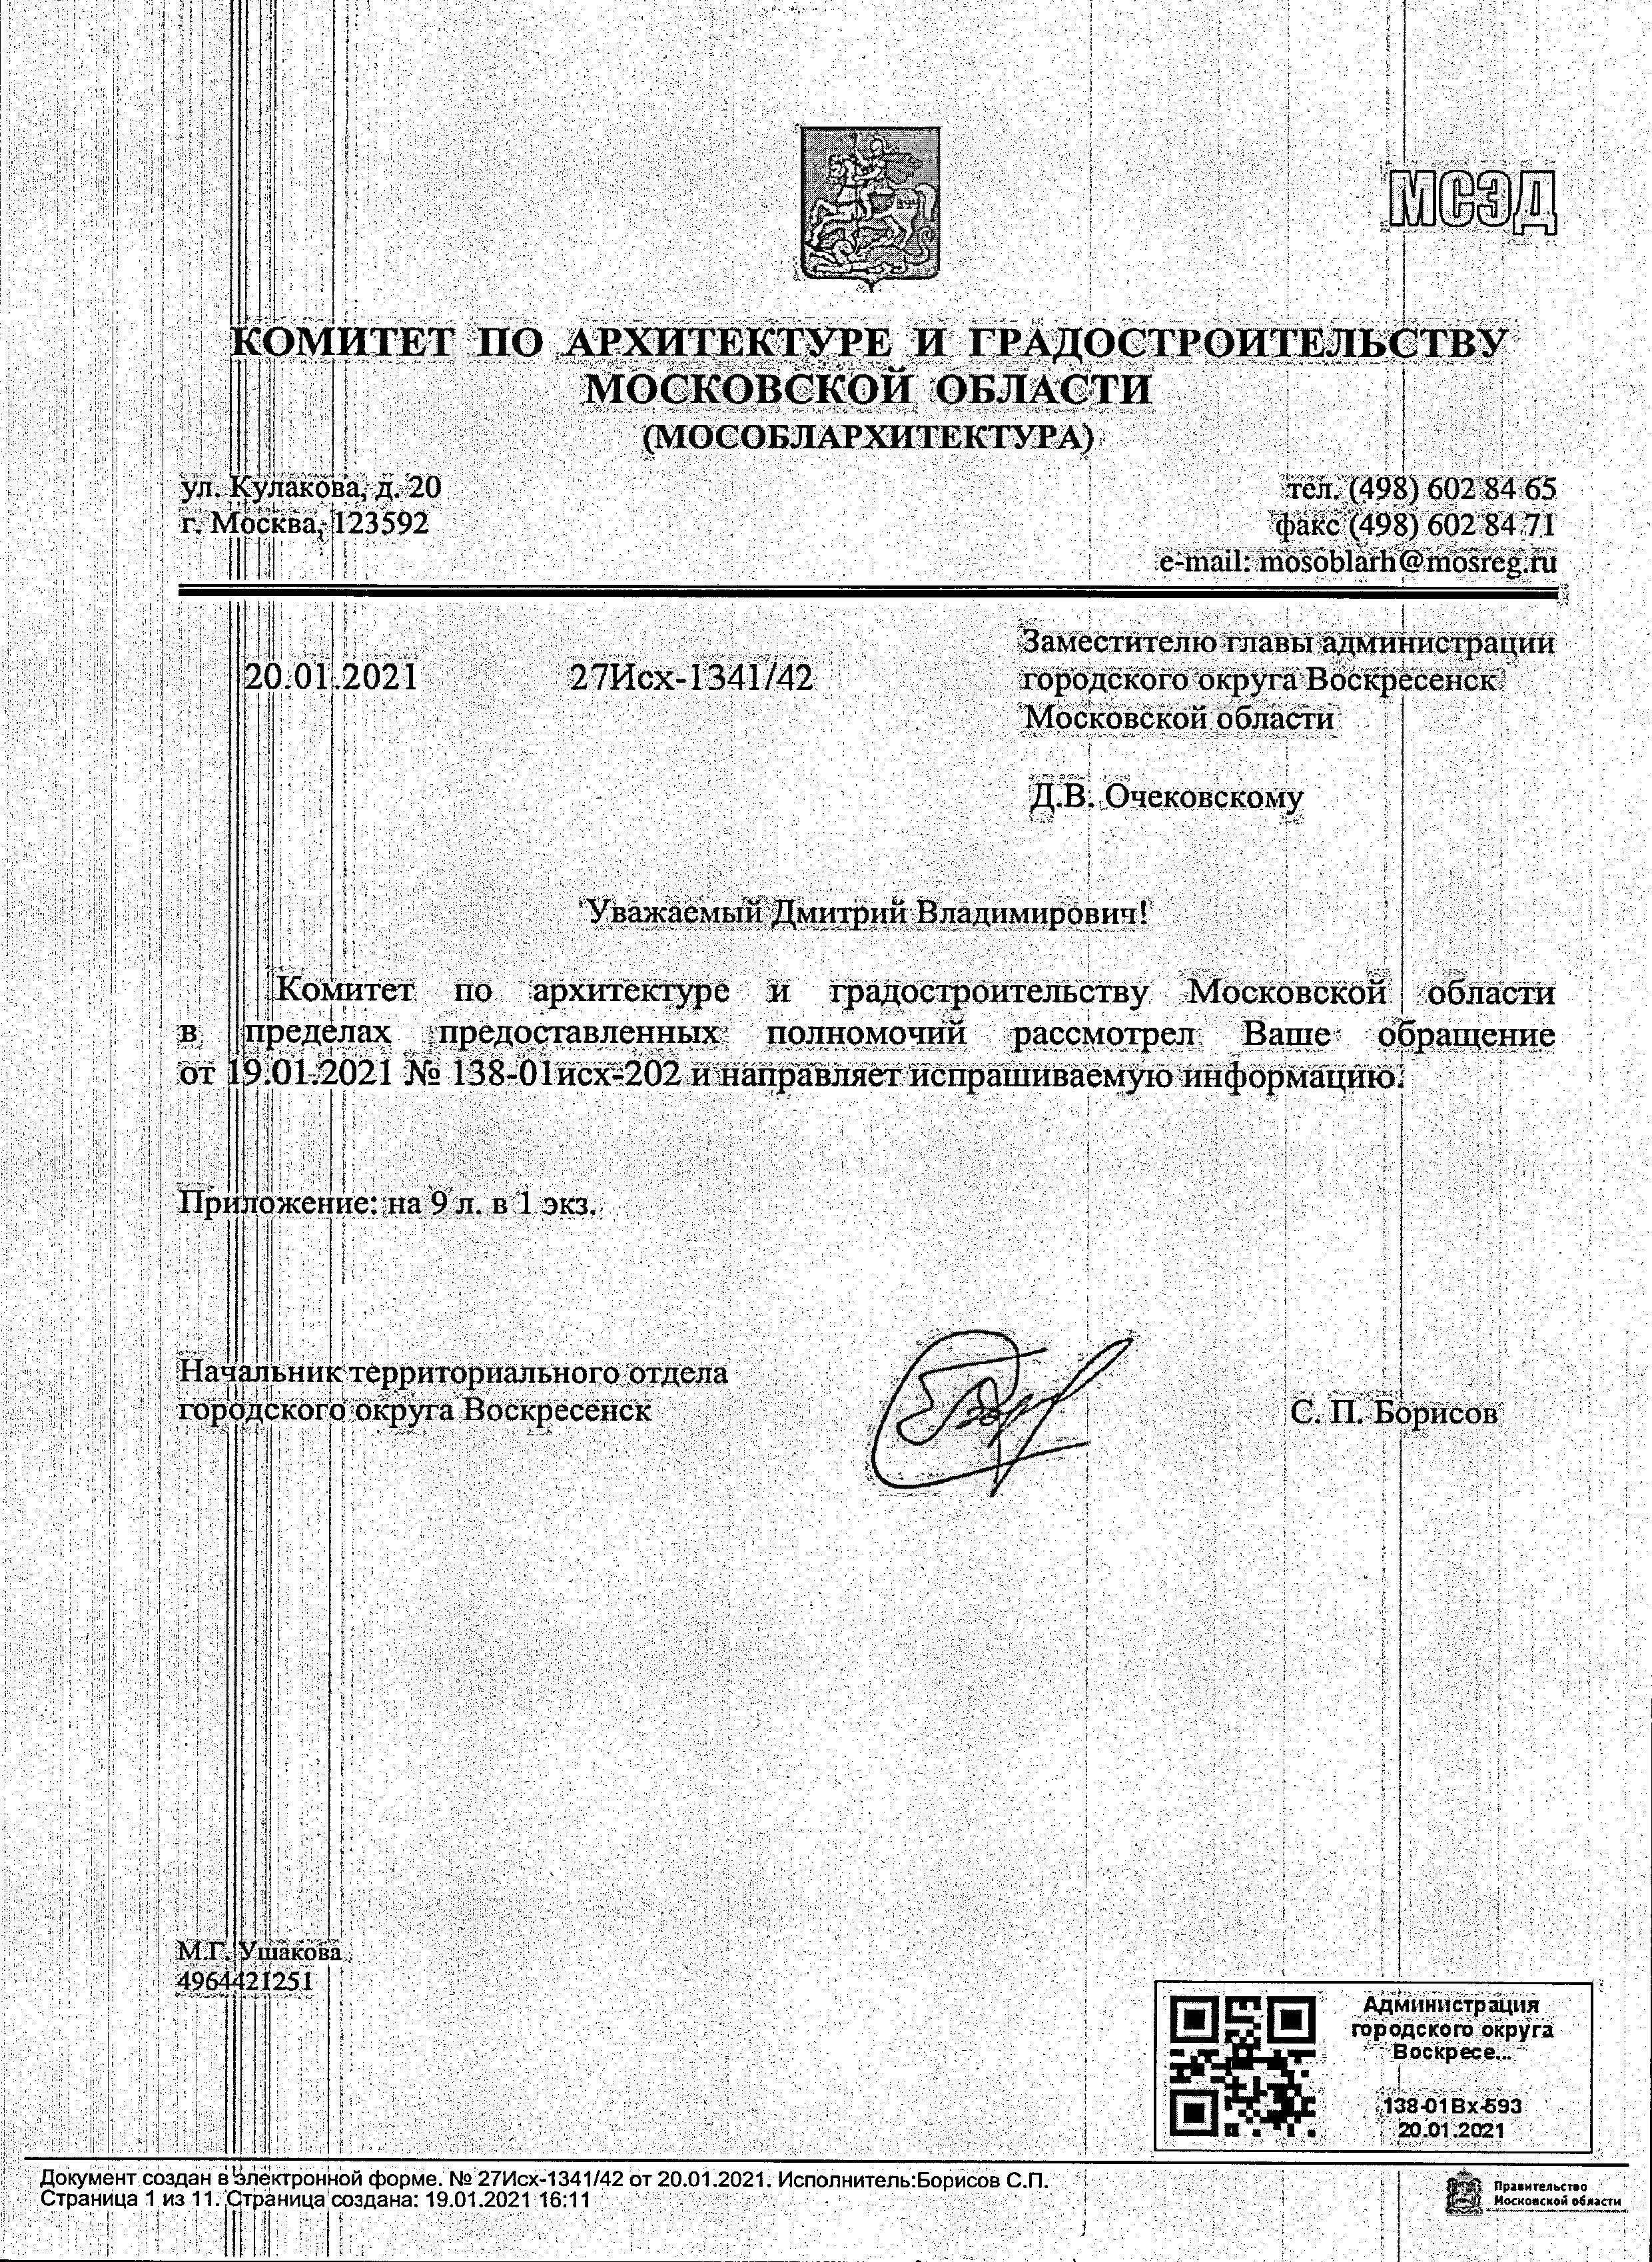 МСЭД
КОМИТЕТ ПО АРХИТЕКТУРЕ И ГРАДОСТРОИТЕЛЬСТВУ
МОСКОВСКОЙ ОБЛАСТИ
(МОСОБЛАРХИТЕКТУРА)
ул. Кулакова, д. 20
г. Москва, 123592
тел. (498) 602 84 65
факс (498) 602 84 71
e-mail: mosoblarh@mosreg.ru
20.01.2021 27Исх-1341/42
Заместителю главы администрации
городского округа Воскресенск
Московской области
Д.В. Очековскому
Уважаемый Дмитрий Владимирович!
Комитет по архитектуре и градостроительству Московской области
в пределах предоставленных полномочий рассмотрел Ваше обращение
от 19.01.2021 № 138-01исх-202 и направляет испрашиваемую информацию.
Приложение: на 9 л. в 1 экз.
Начальник территориального отдела
городского округа Воскресенск
С. П. Борисов
М.Г. Ушакова
4964421251
Администрация
городского округа
Воскресе...
138-01Вх-593
20.01.2021
Документ создан в электронной форме. № 27Исх-1341/42 от 20.01.2021. Исполнитель:Борисов С.П.
Страница 1 из 11. Страница создана: 19.01.2021 16:11
Правительство
Московской области